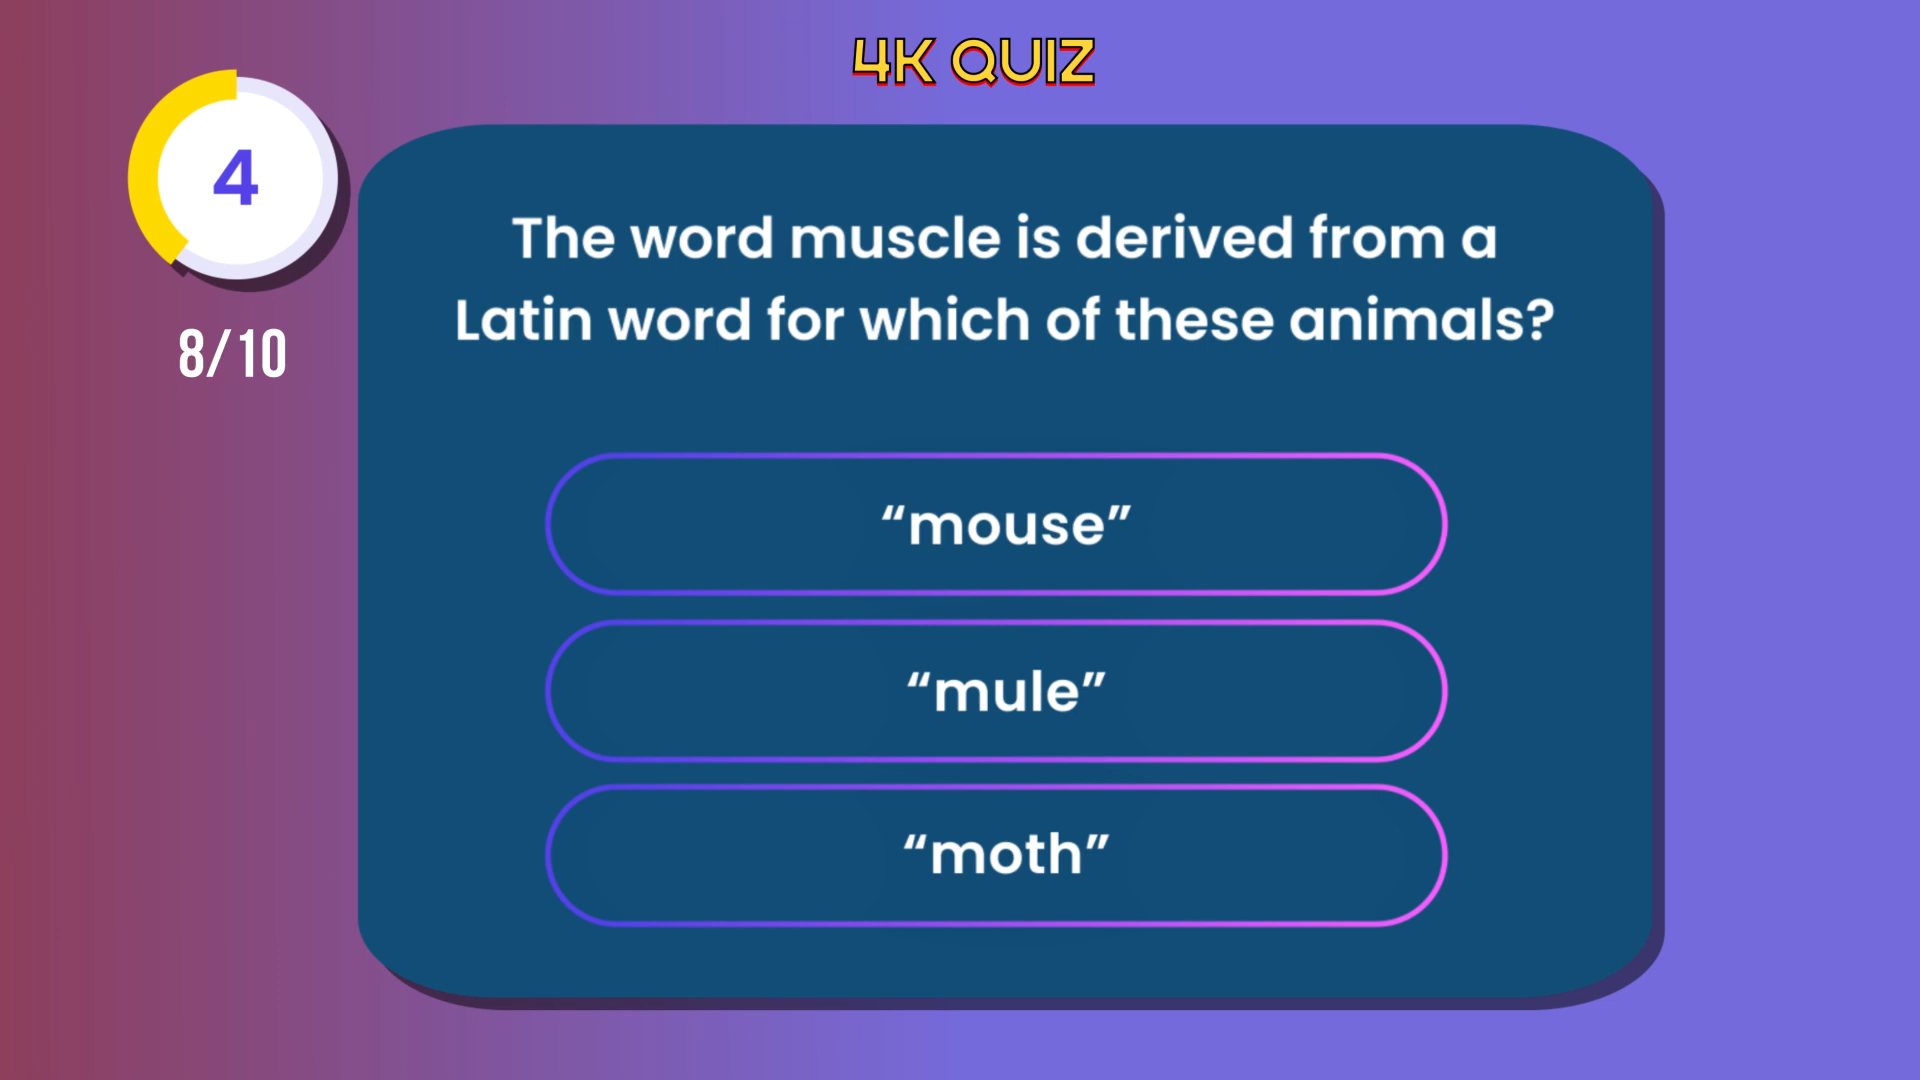 4K QUIZ
4
8/10
The word muscle is derived from a
Latin word for which of these animals?
“mouse”
“mule”
“moth”